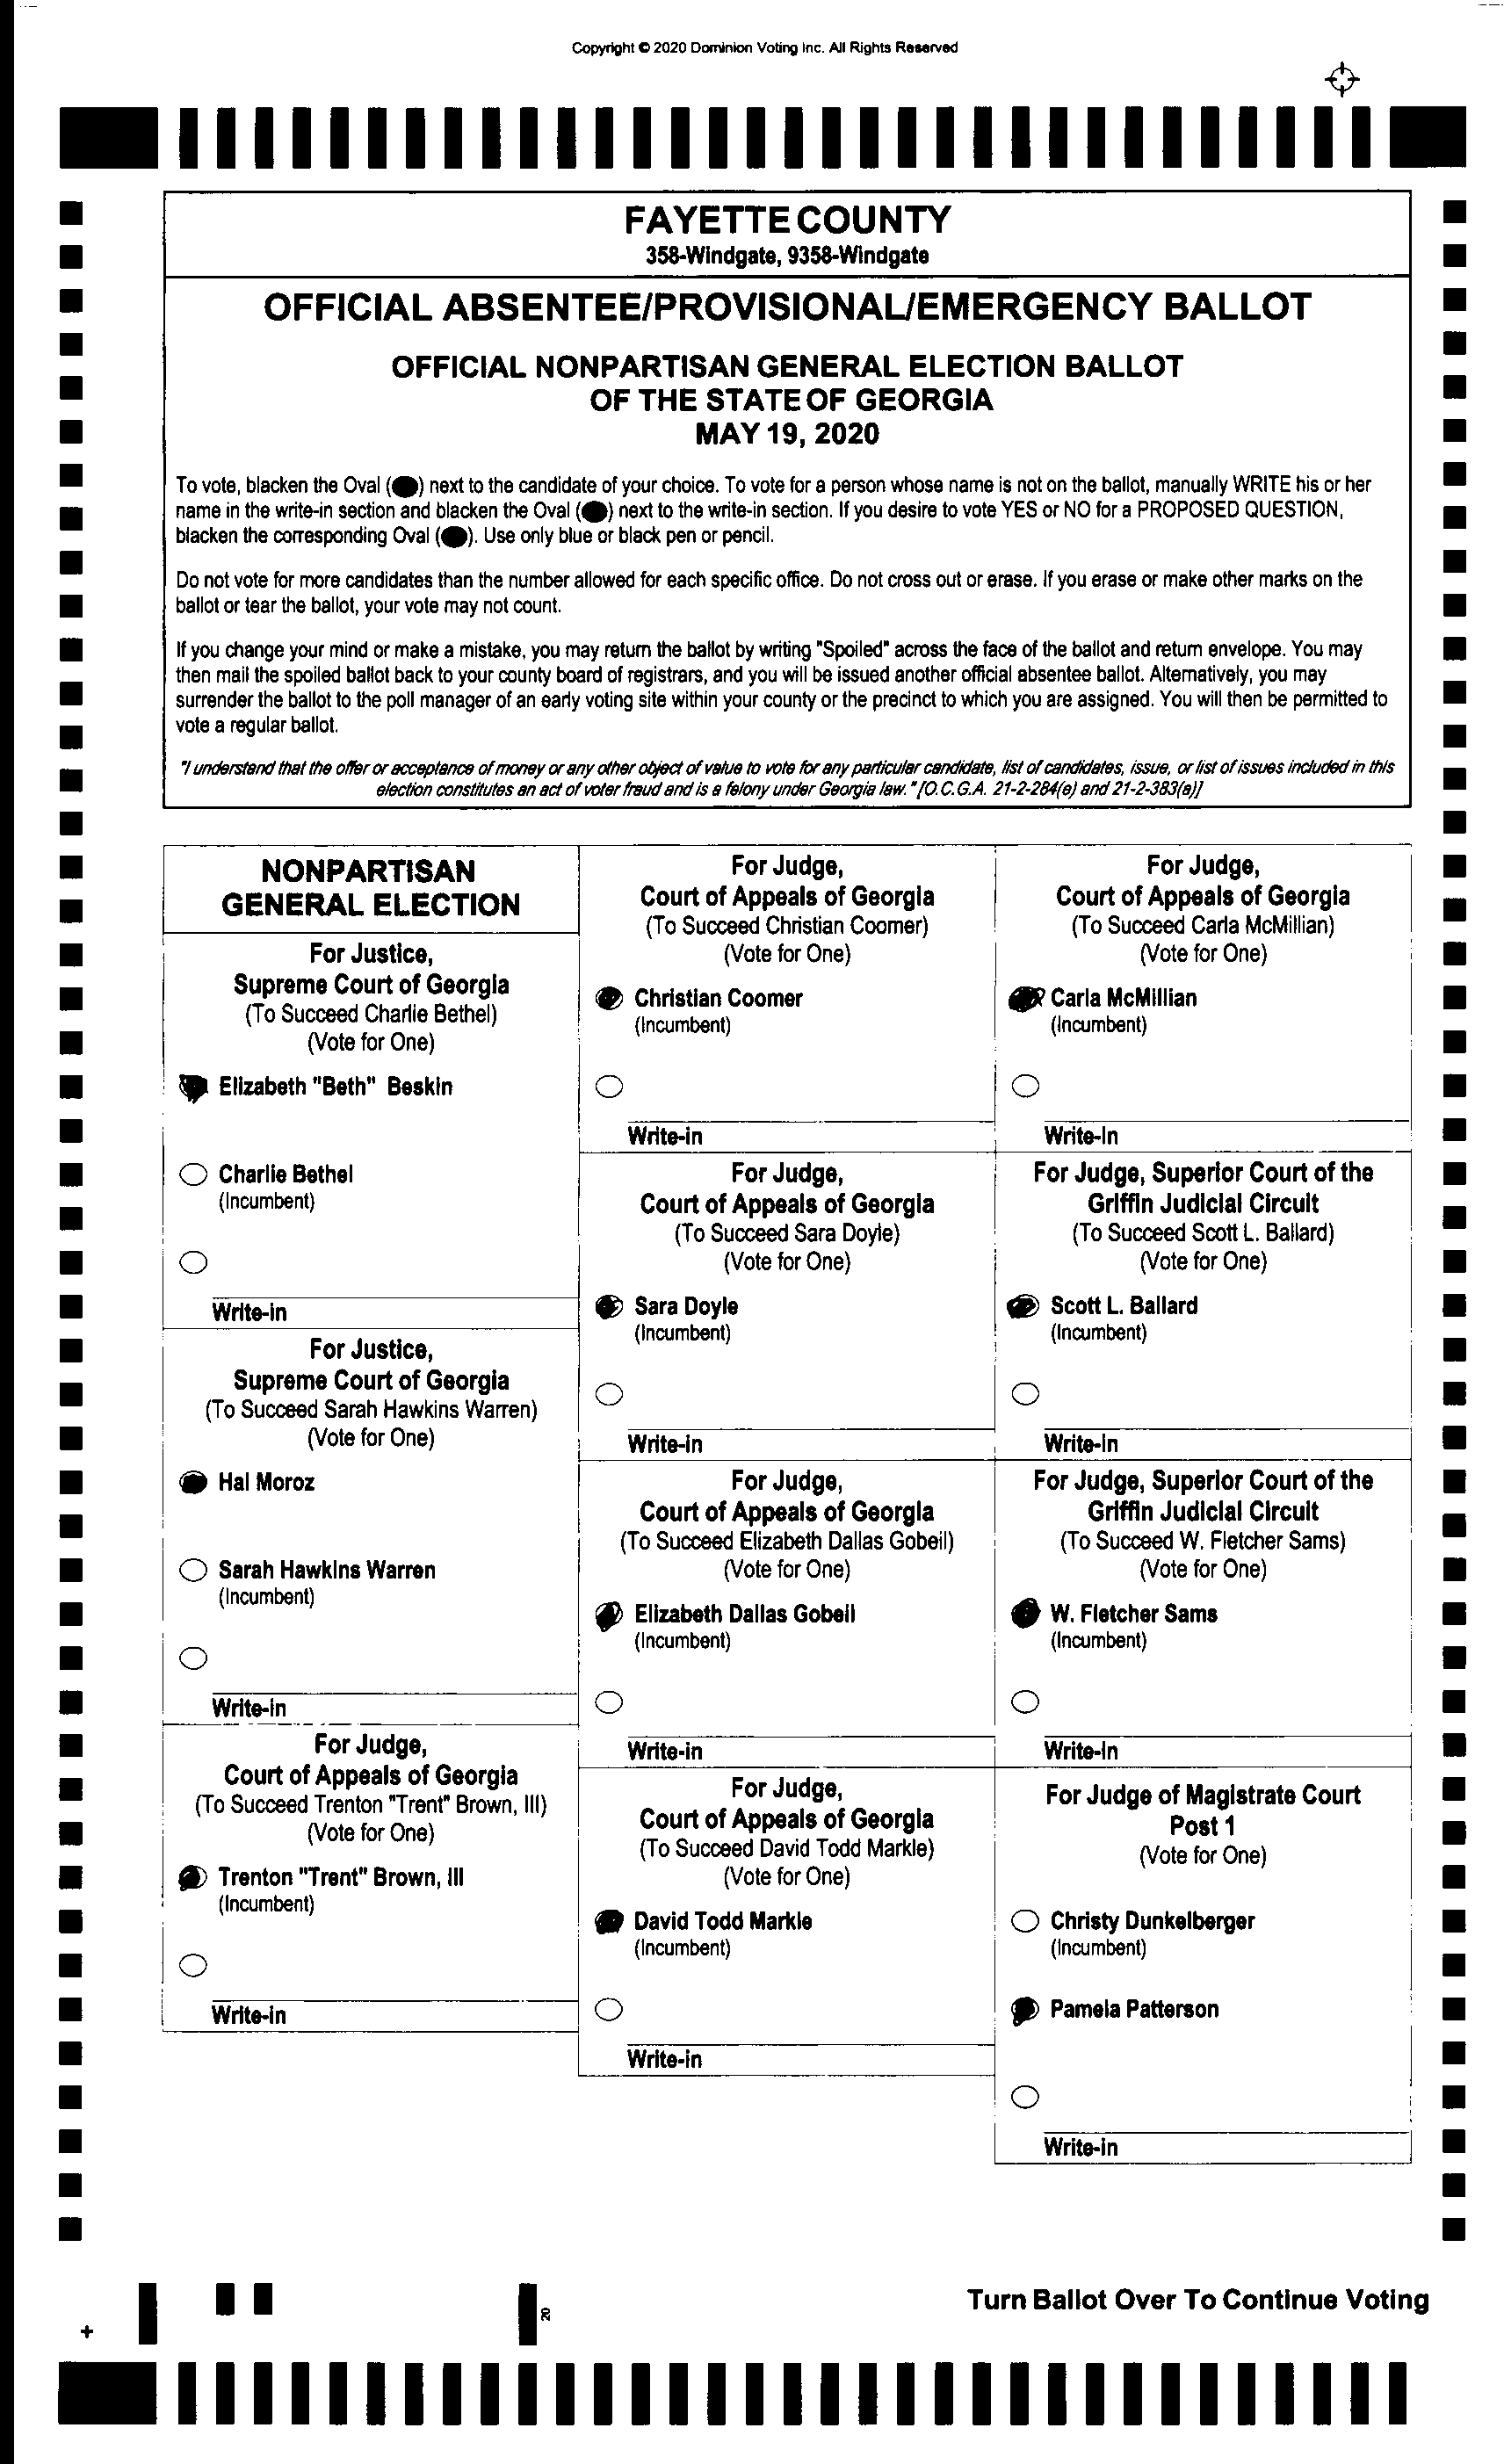 Copyright © 2020 Dominion Voting Inc. All Rights Reserved
FAYETTE COUNTY
358-Windgate, 9358-Windgate
OFFICIAL ABSENTEE/PROVISIONAL/EMERGENCY BALLOT
OFFICIAL NONPARTISAN GENERAL ELECTION BALLOT
OF THE STATE OF GEORGIA
MAY 19, 2020
To vote, blacken the Oval ( ) next to the candidate of your choice. To vote for a person whose name is not on the ballot, manually WRITE his or her
name in the write-in section and blacken the Oval ( ) next to the write-in section. If you desire to vote YES or NO for a PROPOSED QUESTION,
blacken the corresponding Oval ( ). Use only blue or black pen or pencil.
Do not vote for more candidates than the number allowed for each specific office. Do not cross out or erase. If you erase or make other marks on the
ballot or tear the ballot, your vote may not count.
If you change your mind or make a mistake, you may return the ballot by writing "Spoiled" across the face of the ballot and return envelope. You may
then mail the spoiled ballot back to your county board of registrars, and you will be issued another official absentee ballot. Alternatively, you may
surrender the ballot to the poll manager of an early voting site within your county or the precinct to which you are assigned. You will then be permitted to
vote a regular ballot.
"I understand that the offer or acceptance of money or any other object of value to vote for any particular candidate, list of candidates, issue, or list of issues included in this
election constitutes an act of voter fraud and is a felony under Georgia law." [O.C.G.A. 21-2-284(e) and 21-2-383(a)]
NONPARTISAN
GENERAL ELECTION
For Justice,
Supreme Court of Georgia
(To Succeed Charlie Bethel)
(Vote for One)
Elizabeth "Beth" Beskin
Charlie Bethel
(Incumbent)
Write-in
For Justice,
Supreme Court of Georgia
(To Succeed Sarah Hawkins Warren)
(Vote for One)
Hal Moroz
Sarah Hawkins Warren
(Incumbent)
Write-in
For Judge,
Court of Appeals of Georgia
(To Succeed Trenton "Trent" Brown, III)
(Vote for One)
Trenton "Trent" Brown, III
(Incumbent)
Write-in
For Judge,
Court of Appeals of Georgia
(To Succeed Christian Coomer)
(Vote for One)
Christian Coomer
(Incumbent)
Write-in
For Judge,
Court of Appeals of Georgia
(To Succeed Sara Doyle)
(Vote for One)
Sara Doyle
(Incumbent)
Write-in
For Judge,
Court of Appeals of Georgia
(To Succeed Elizabeth Dallas Gobeil)
(Vote for One)
Elizabeth Dallas Gobeil
(Incumbent)
Write-in
For Judge,
Court of Appeals of Georgia
(To Succeed David Todd Markle)
(Vote for One)
David Todd Markle
(Incumbent)
Write-in
For Judge,
Court of Appeals of Georgia
(To Succeed Carla McMillian)
(Vote for One)
Carla McMillian
(Incumbent)
Write-in
For Judge, Superior Court of the
Griffin Judicial Circuit
(To Succeed Scott L. Ballard)
(Vote for One)
Scott L. Ballard
(Incumbent)
Write-in
For Judge, Superior Court of the
Griffin Judicial Circuit
(To Succeed W. Fletcher Sams)
(Vote for One)
W. Fletcher Sams
(Incumbent)
Write-in
For Judge of Magistrate Court
Post 1
(Vote for One)
Christy Dunkelberger
(Incumbent)
Pamela Patterson
Write-in
20
Turn Ballot Over To Continue Voting